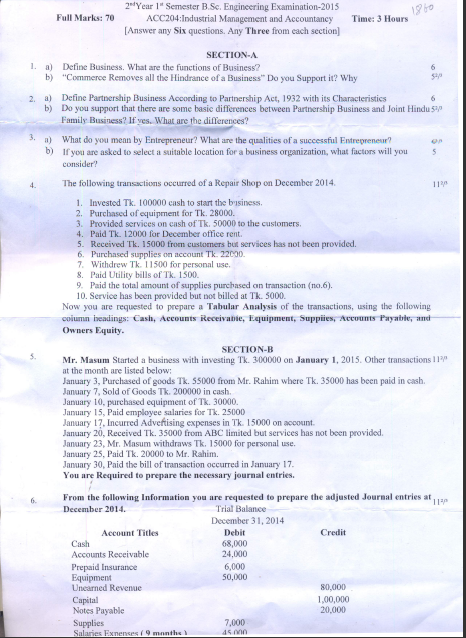 2ndYear 1st Semester B.Sc. Engineering Examination-2015
Full Marks: 70 ACC204:Industrial Management and Accountancy Time: 3 Hours
[Answer any Six questions. Any Three from each section]
SECTION-A
1. a) Define Business. What are the functions of Business? 6
b) "Commerce Removes all the Hindrance of a Business" Do you Support it? Why 5 2/3
2. a) Define Partnership Business According to Partnership Act, 1932 with its Characteristics 6
b) Do you support that there are some basic differences between Partnership Business and Joint Hindu 5 2/3
Family Business? If yes. What are the differences?
3. a) What do you mean by Entrepreneur? What are the qualities of a successful Entrepreneur?
b) If you are asked to select a suitable location for a business organization, what factors will you 5
consider?
4. The following transactions occurred of a Repair Shop on December 2014. 11 2/3
1. Invested Tk. 100000 cash to start the business.
2. Purchased of equipment for Tk. 28000.
3. Provided services on cash of Tk. 50000 to the customers.
4. Paid Tk. 12000 for December office rent.
5. Received Tk. 15000 from customers but services has not been provided.
6. Purchased supplies on account Tk. 22000.
7. Withdrew Tk. 11500 for personal use.
8. Paid Utility bills of Tk. 1500.
9. Paid the total amount of supplies purchased on transaction (no.6).
10. Service has been provided but not billed at Tk. 5000.
Now you are requested to prepare a Tabular Analysis of the transactions, using the following
column headings: Cash, Accounts Receivable, Equipment, Supplies, Accounts Payable, and
Owners Equity.
SECTION-B
5. Mr. Masum Started a business with investing Tk. 300000 on January 1, 2015. Other transactions 11 2/3
at the month are listed below:
January 3, Purchased of goods Tk. 55000 from Mr. Rahim where Tk. 35000 has been paid in cash.
January 7, Sold of Goods Tk. 200000 in cash.
January 10, purchased equipment of Tk. 30000.
January 15, Paid employee salaries for Tk. 25000
January 17, Incurred Advertising expenses in Tk. 15000 on account.
January 20, Received Tk. 35000 from ABC limited but services has not been provided.
January 23, Mr. Masum withdraws Tk. 15000 for personal use.
January 25, Paid Tk. 20000 to Mr. Rahim.
January 30, Paid the bill of transaction occurred in January 17.
You are Required to prepare the necessary journal entries.
6. From the following Information you are requested to prepare the adjusted Journal entries at 11 2/3
December 2014. Trial Balance
December 31, 2014
Account Titles Debit Credit
Cash 68,000
Accounts Receivable 24,000
Prepaid Insurance 6,000
Equipment 50,000
Unearned Revenue 80,000
Capital 1,00,000
Notes Payable 20,000
Supplies 7,000
Salaries Expenses ( 9 months ) 45,000